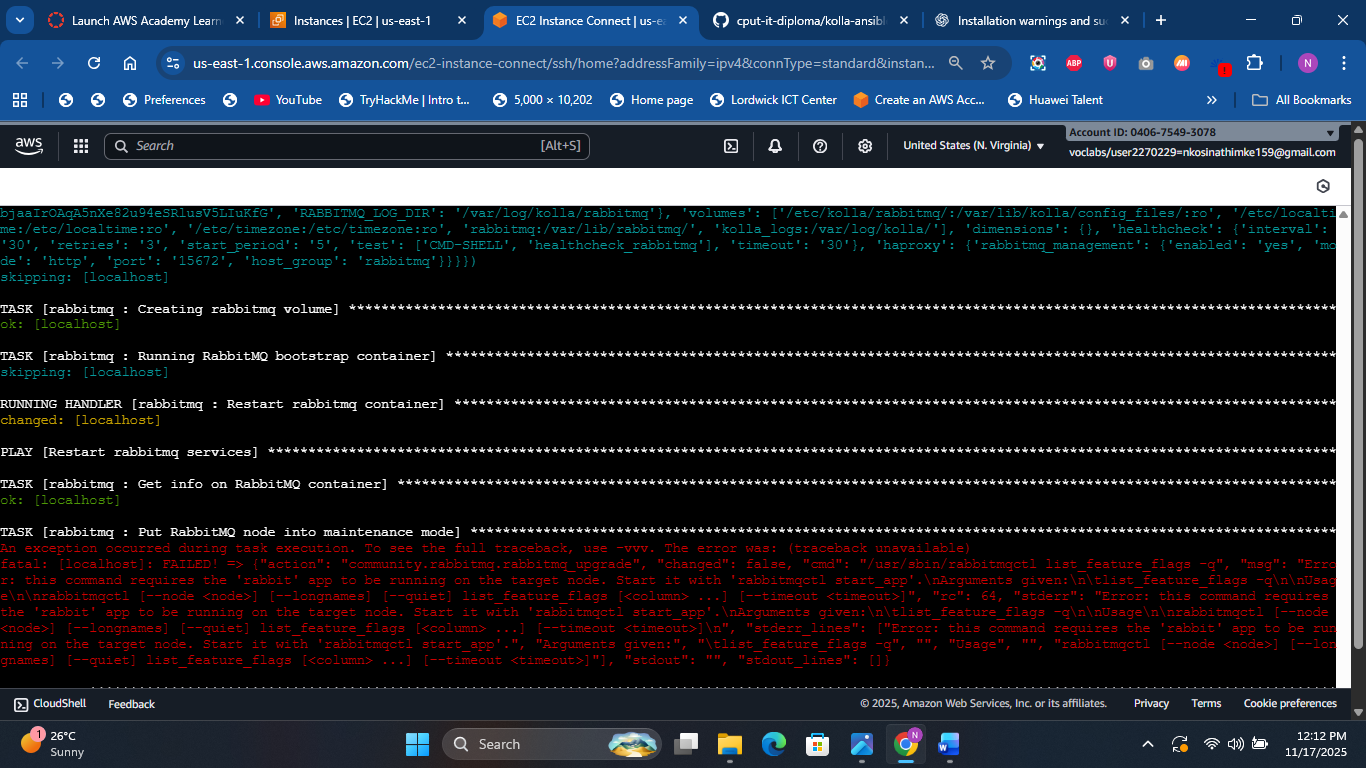 Launch AWS Academy Learn
Instances | EC2 | us-east-1
EC2 Instance Connect | us-ea
cput-it-diploma/kolla-ansibl
Installation warnings and su
us-east-1.console.aws.amazon.com/ec2-instance-connect/ssh/home?addressFamily=ipv4&connType=standard&instan...
ABP
N
Preferences
YouTube
TryHackMe | Intro t...
5,000 × 10,202
Home page
Lordwick ICT Center
Create an AWS Acc...
Huawei Talent
All Bookmarks
aws
Search
[Alt+S]
United States (N. Virginia)
Account ID: 0406-7549-3078
voclabs/user2270229=nkosinathimke159@gmail.com
bjaaIrOAqA5nXe82u94eSRlusV5LIuKfG', 'RABBITMQ_LOG_DIR': '/var/log/kolla/rabbitmq'}, 'volumes': ['/etc/kolla/rabbitmq/:/var/lib/kolla/config_files/:ro', '/etc/localti
me:/etc/localtime:ro', '/etc/timezone:/etc/timezone:ro', 'rabbitmq:/var/lib/rabbitmq/', 'kolla_logs:/var/log/kolla/'], 'dimensions': {}, 'healthcheck': {'interval':
'30', 'retries': '3', 'start_period': '5', 'test': ['CMD-SHELL', 'healthcheck_rabbitmq'], 'timeout': '30'}, 'haproxy': {'rabbitmq_management': {'enabled': 'yes', 'mo
de': 'http', 'port': '15672', 'host_group': 'rabbitmq'}}}})
skipping: [localhost]
TASK [rabbitmq : Creating rabbitmq volume] ****************************************************************************************************************************
ok: [localhost]
TASK [rabbitmq : Running RabbitMQ bootstrap container] ****************************************************************************************************************
skipping: [localhost]
RUNNING HANDLER [rabbitmq : Restart rabbitmq container] ***************************************************************************************************************
changed: [localhost]
PLAY [Restart rabbitmq services] **************************************************************************************************************************************
TASK [rabbitmq : Get info on RabbitMQ container] **********************************************************************************************************************
ok: [localhost]
TASK [rabbitmq : Put RabbitMQ node into maintenance mode] *************************************************************************************************************
An exception occurred during task execution. To see the full traceback, use -vvv. The error was: (traceback unavailable)
fatal: [localhost]: FAILED! => {"action": "community.rabbitmq.rabbitmq_upgrade", "changed": false, "cmd": "/usr/sbin/rabbitmqctl list_feature_flags -q", "msg": "Erro
r: this command requires the 'rabbit' app to be running on the target node. Start it with 'rabbitmqctl start_app'.\nArguments given:\n\tlist_feature_flags -q\n\nUsag
e\n\nrabbitmqctl [--node <node>] [--longnames] [--quiet] list_feature_flags [<column> ...] [--timeout <timeout>]", "rc": 64, "stderr": "Error: this command requires
the 'rabbit' app to be running on the target node. Start it with 'rabbitmqctl start_app'.\nArguments given:\n\tlist_feature_flags -q\n\nUsage\n\nrabbitmqctl [--node
<node>] [--longnames] [--quiet] list_feature_flags [<column> ...] [--timeout <timeout>]\n", "stderr_lines": ["Error: this command requires the 'rabbit' app to be run
ning on the target node. Start it with 'rabbitmqctl start_app'.", "Arguments given:", "\tlist_feature_flags -q", "", "Usage", "", "rabbitmqctl [--node <node>] [--lon
gnames] [--quiet] list_feature_flags [<column> ...] [--timeout <timeout>]"], "stdout": "", "stdout_lines": []}
CloudShell
Feedback
© 2025, Amazon Web Services, Inc. or its affiliates.
Privacy
Terms
Cookie preferences
1
26°C
Sunny
Search
N
12:12 PM
11/17/2025